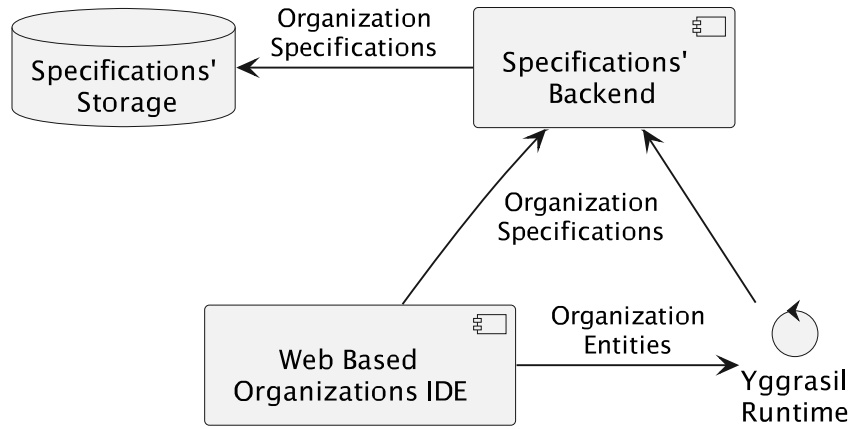 Organization
Specifications
Specifications'
Storage
Specifications'
Backend
Organization
Specifications
Web Based
Organizations IDE
Organization
Entities
Yggrasil
Runtime